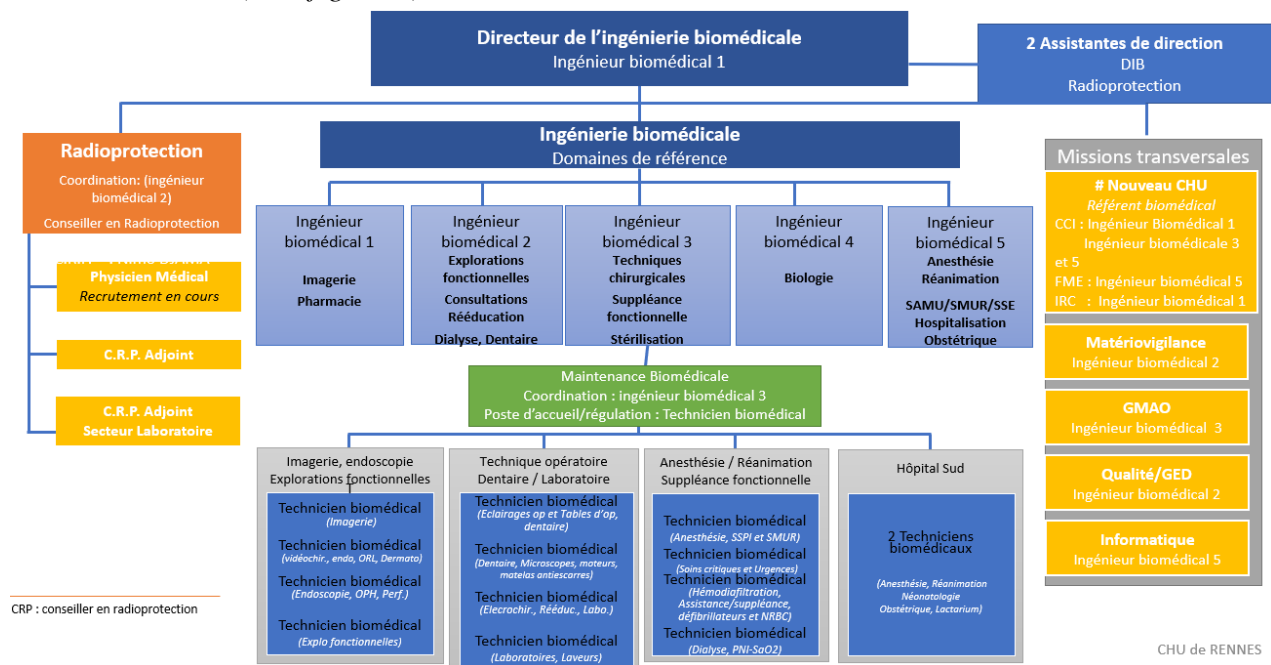 Directeur de l’ingénierie biomédicale
Ingénieur biomédical 1
2 Assistantes de direction
DIB
Radioprotection
Radioprotection
Coordination: (ingénieur
biomédical 2)
Conseiller en Radioprotection
Physicien Médical
Recrutement en cours
C.R.P. Adjoint
C.R.P. Adjoint
Secteur Laboratoire
Ingénierie biomédicale
Domaines de référence
Ingénieur
biomédical 1
Imagerie
Pharmacie
Ingénieur
biomédical 2
Explorations
fonctionnelles
Consultations
Rééducation
Dialyse, Dentaire
Ingénieur
biomédical 3
Techniques
chirurgicales
Suppléance
fonctionnelle
Stérilisation
Ingénieur
biomédical 4
Biologie
Ingénieur
biomédical 5
Anesthésie
Réanimation
SAMU/SMUR/SSE
Hospitalisation
Obstétrique
Missions transversales
# Nouveau CHU
Référent biomédical
CCI : Ingénieur Biomédical 1
Ingénieur biomédicale 3
et 5
FME : Ingénieur biomédical 5
IRC : Ingénieur biomédical 1
Matériovigilance
Ingénieur biomédical 2
GMAO
Ingénieur biomédical 3
Qualité/GED
Ingénieur biomédical 2
Informatique
Ingénieur biomédical 5
Maintenance Biomédicale
Coordination : ingénieur biomédical 3
Poste d’accueil/régulation : Technicien biomédical
Imagerie, endoscopie
Explorations fonctionnelles
Technicien biomédical
(Imagerie)
Technicien biomédical
(vidéochir., endo, ORL, Dermato)
Technicien biomédical
(Endoscopie, OPH, Perf.)
Technicien biomédical
(Explo fonctionnelles)
Technique opératoire
Dentaire / Laboratoire
Technicien biomédical
(Eclairages op et Tables d’op,
dentaire)
Technicien biomédical
(Dentaire, Microscopes, moteurs,
matelas antiescarres)
Technicien biomédical
(Elecrochir., Rééduc., Labo.)
Technicien biomédical
(Laboratoires, Laveurs)
Anesthésie / Réanimation
Suppléance fonctionnelle
Technicien biomédical
(Anesthésie, SSPI et SMUR)
Technicien biomédical
(Soins critiques et Urgences)
Technicien biomédical
(Hémodiafiltration,
Assistance/suppléance,
défibrillateurs et NRBC)
Technicien biomédical
(Dialyse, PNI-SaO2)
Hôpital Sud
2 Techniciens
biomédicaux
(Anesthésie, Réanimation
Néonatologie
Obstétrique, Lactarium)
CRP : conseiller en radioprotection
CHU de RENNES